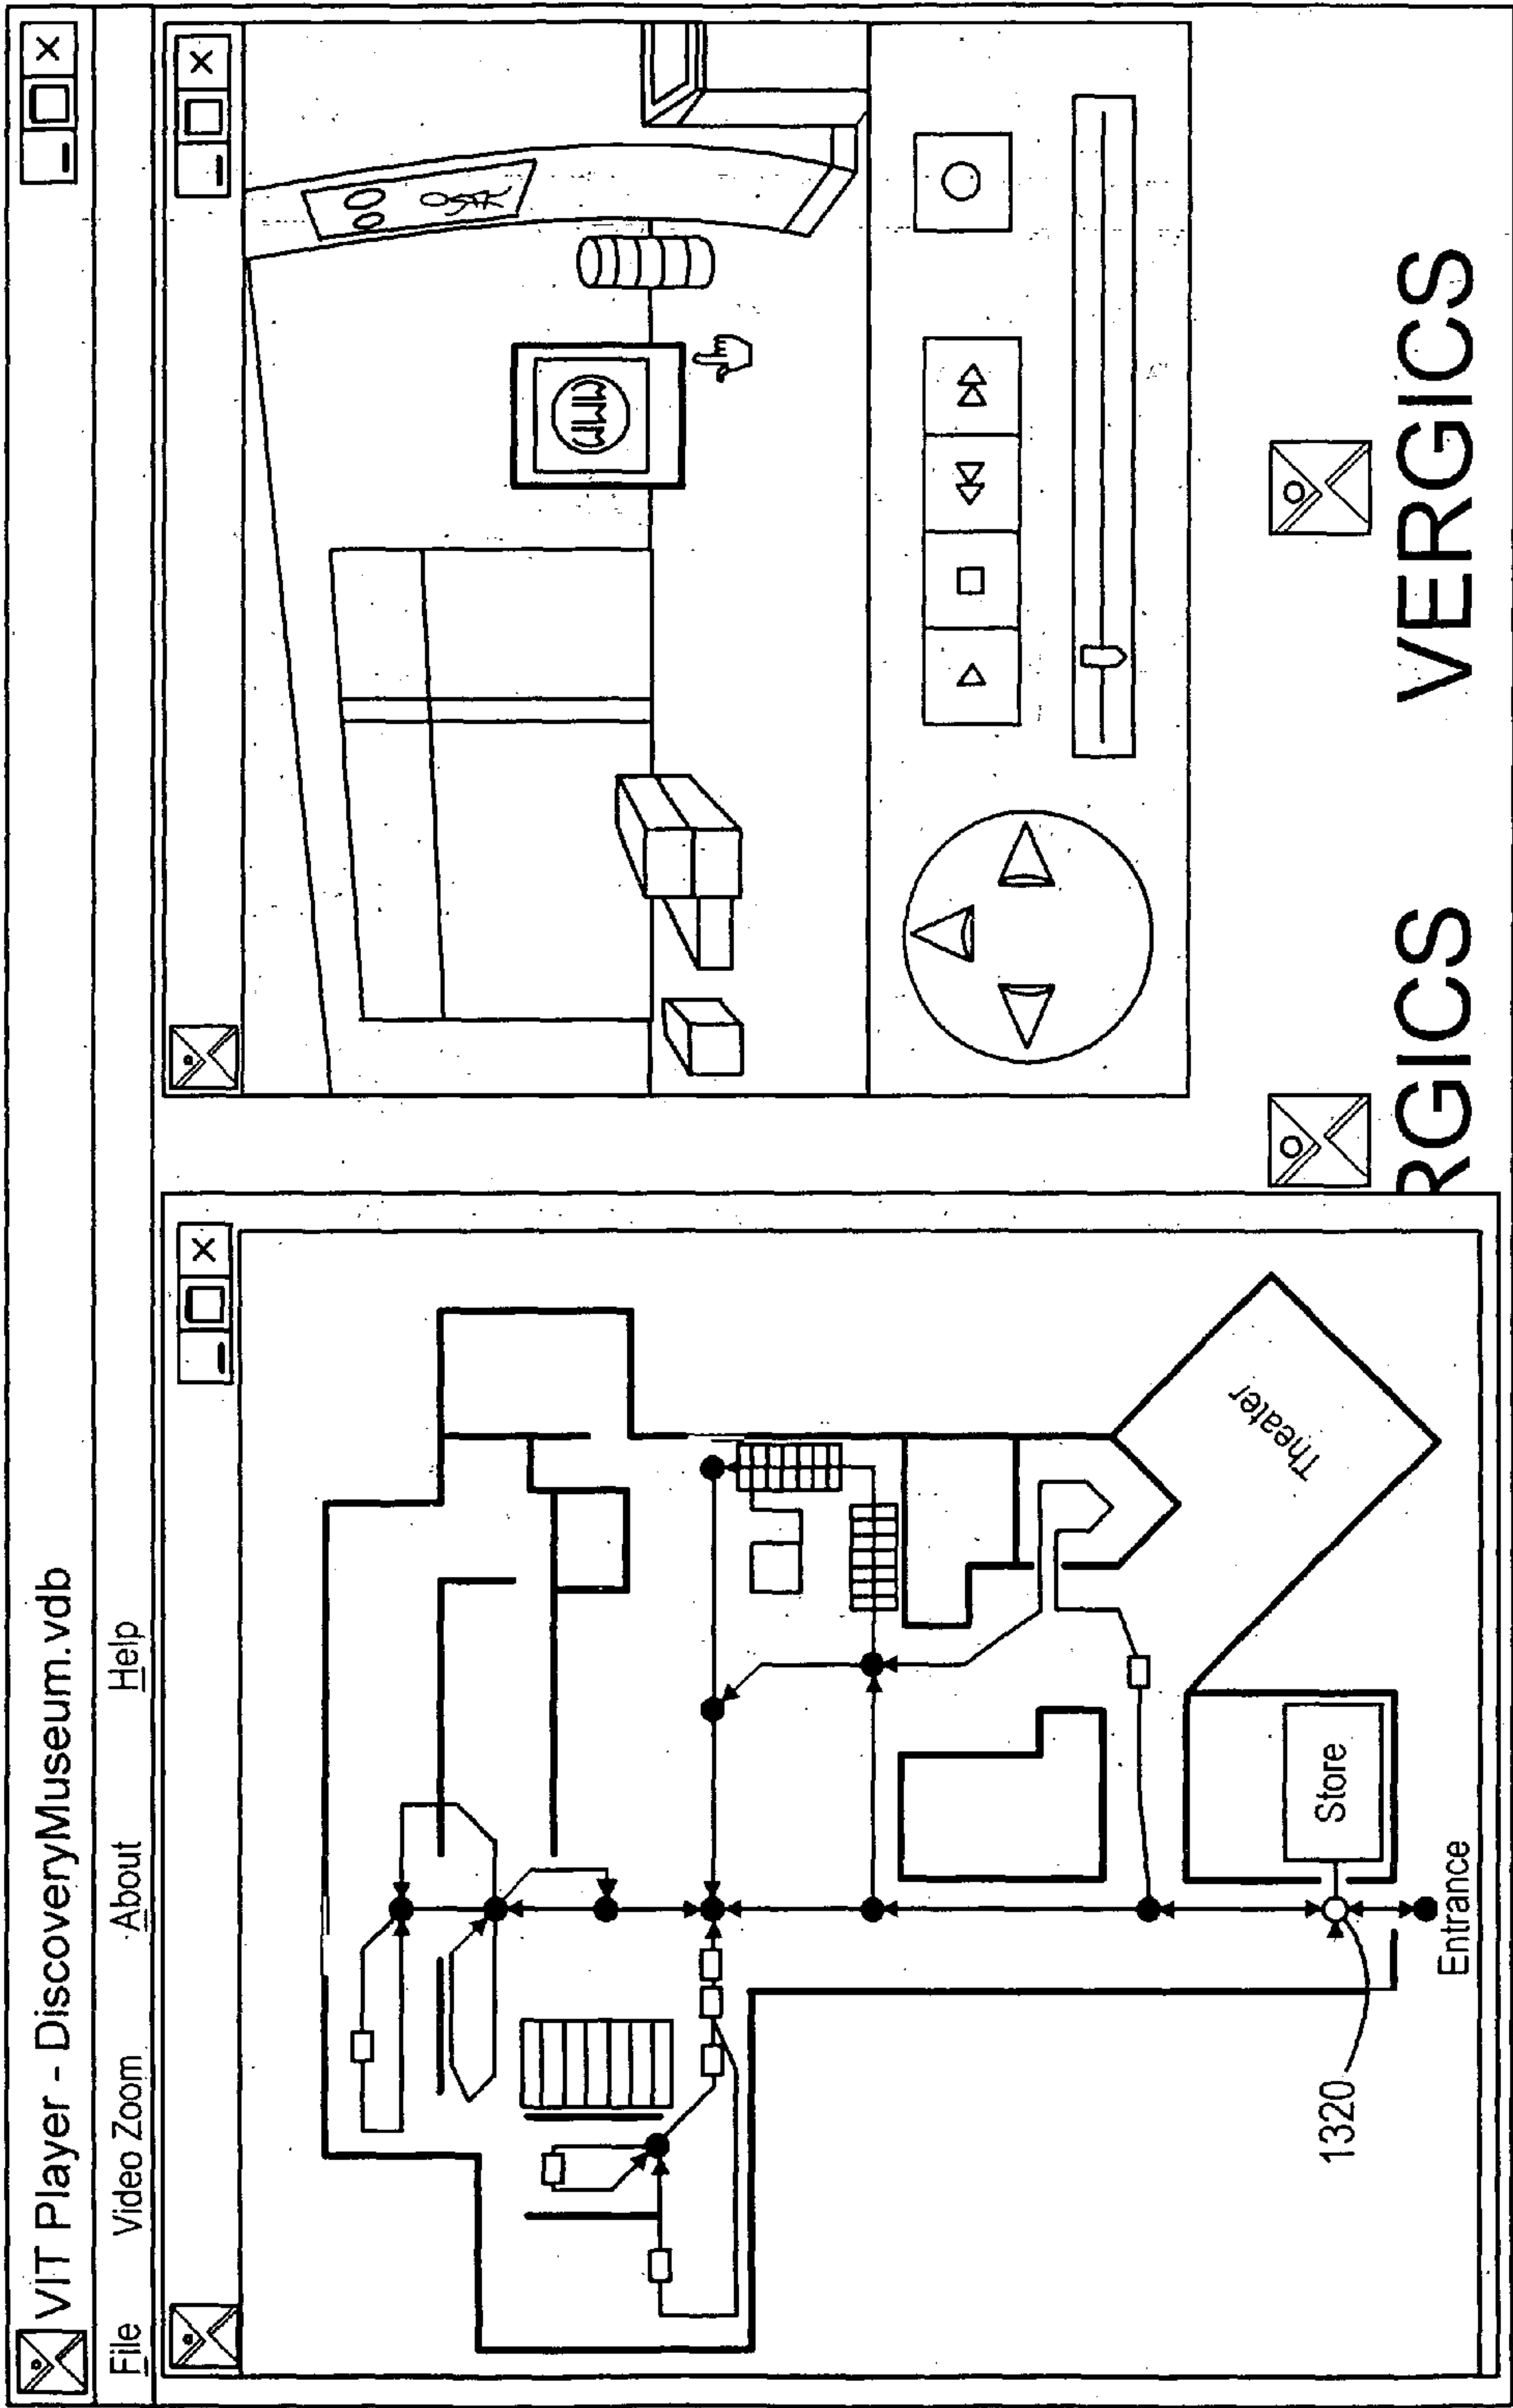 VIT Player - DiscoveryMuseum.vdb
File Video Zoom About Help
Theater
Store
1320
Entrance
RGICS VERGICS